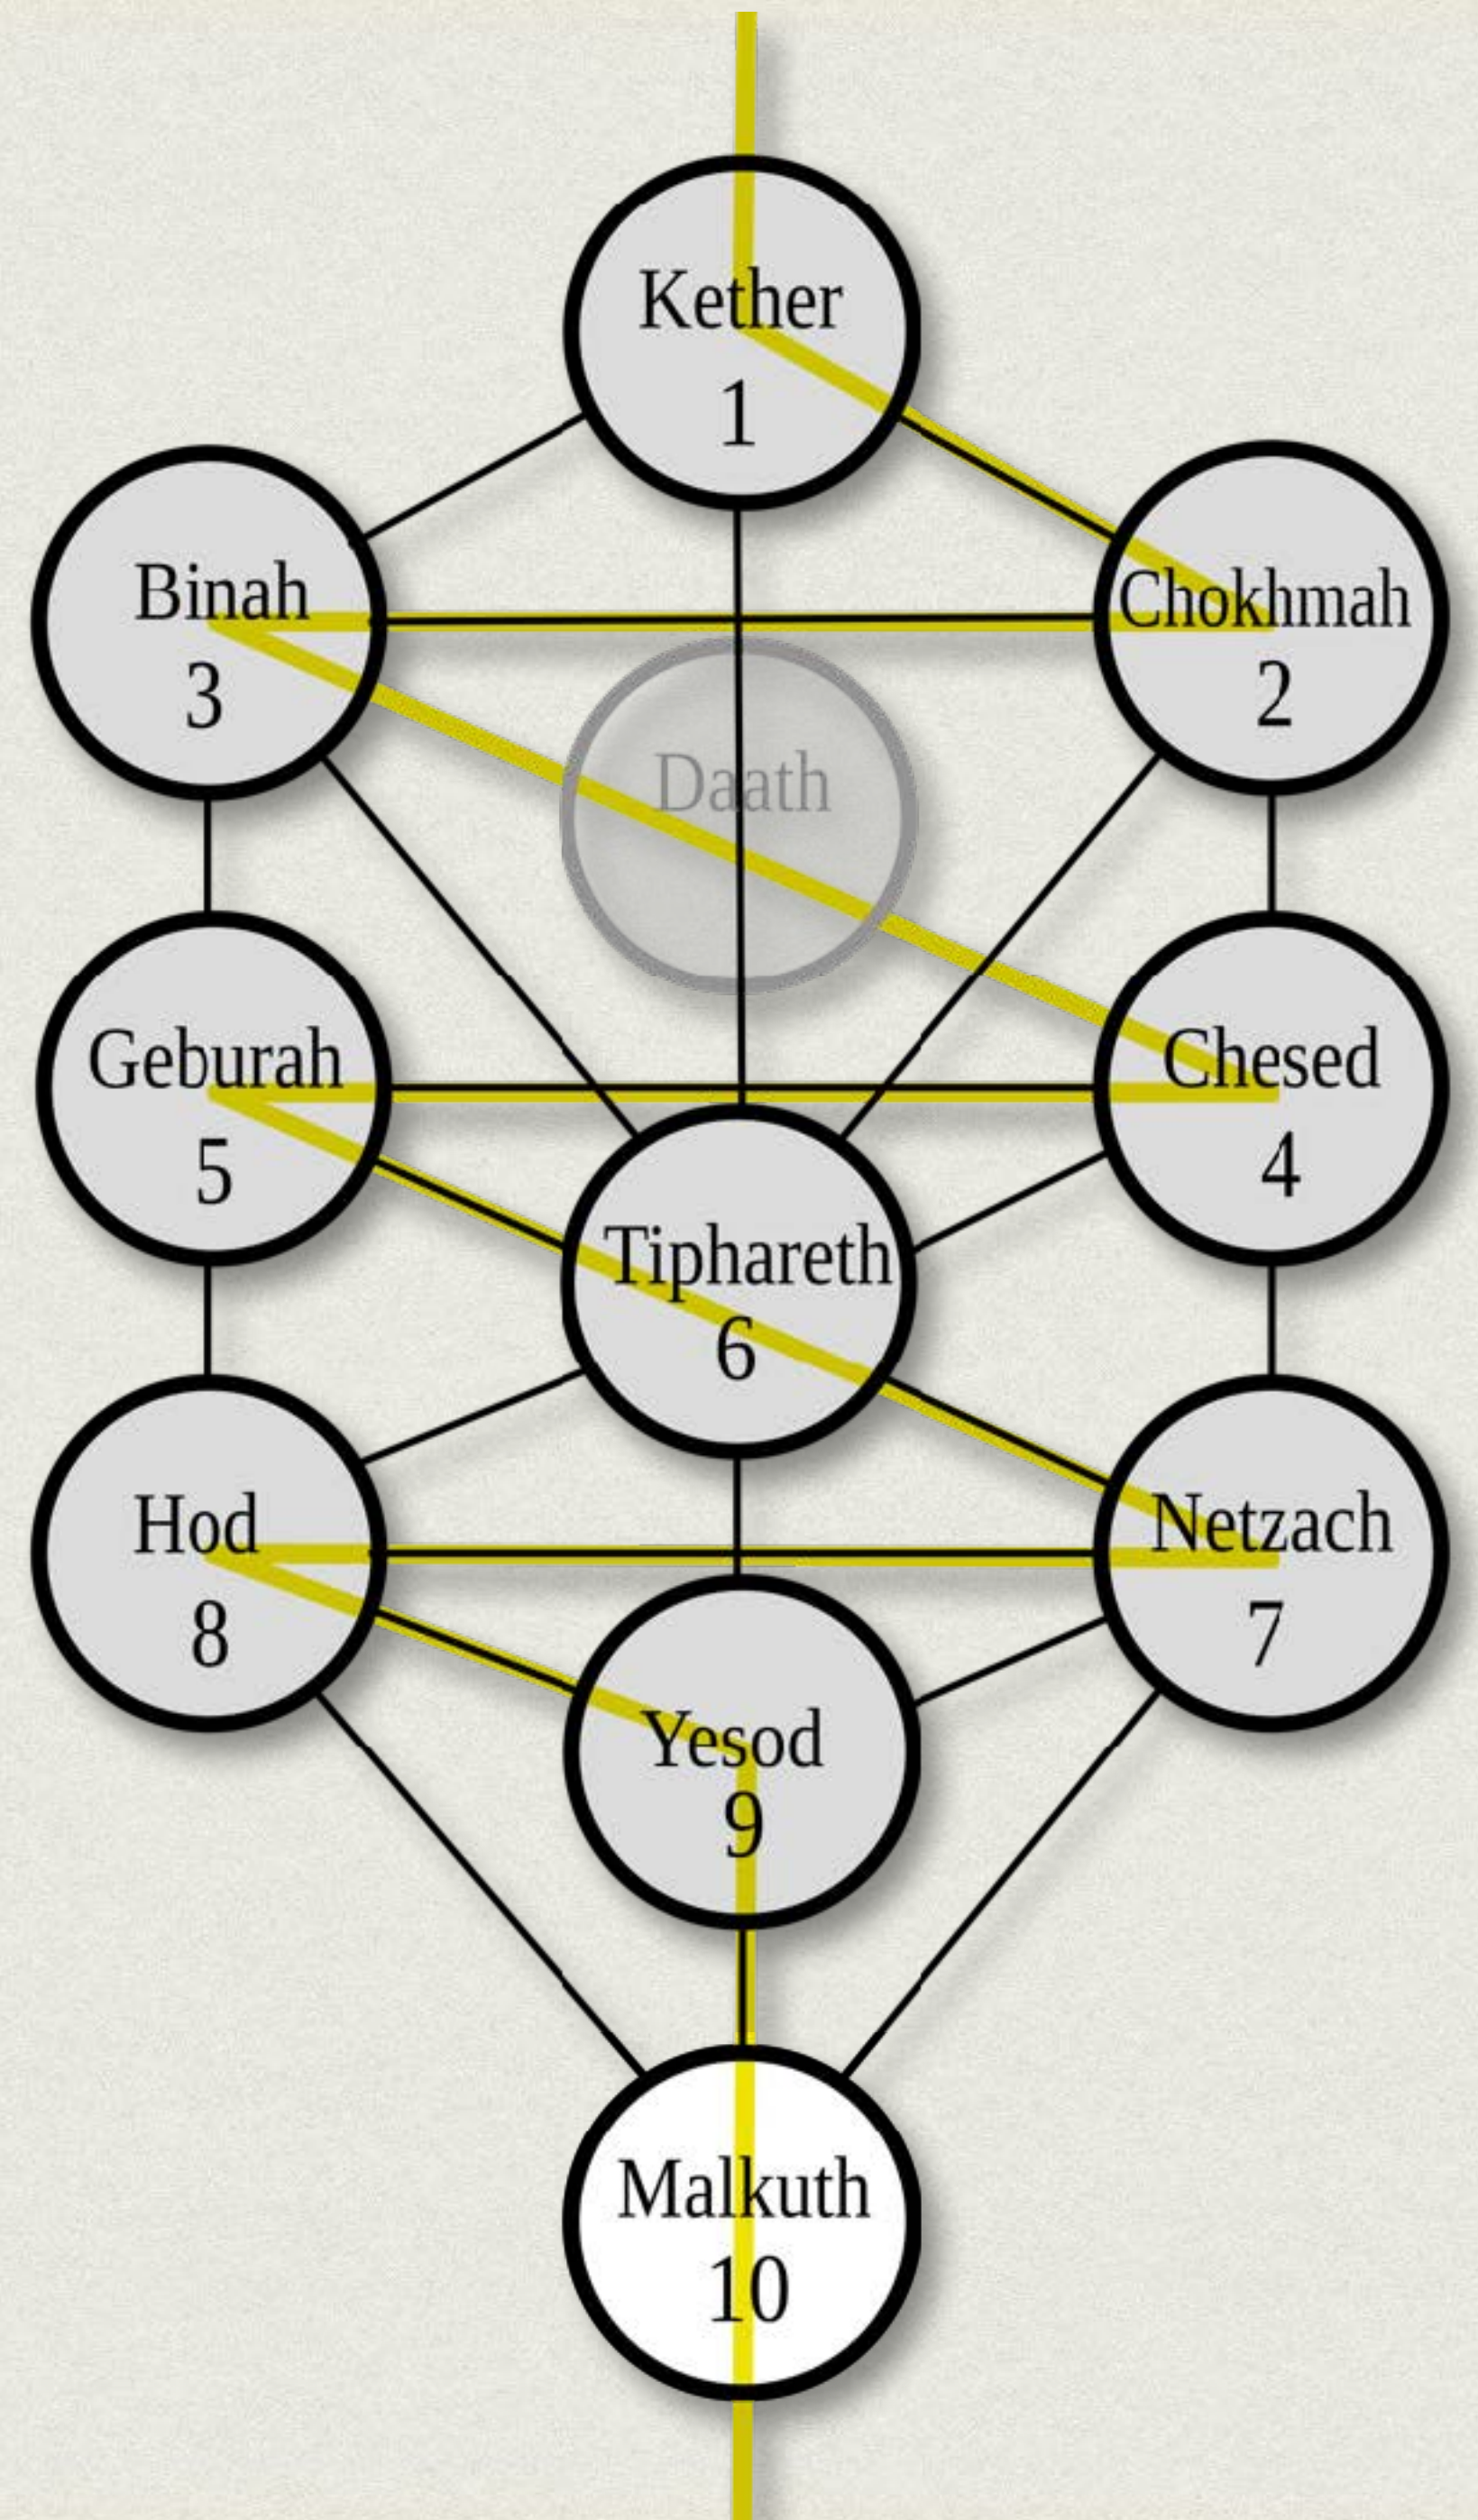 Kether
1
Binah
3
Chokhmah
2
Daath
Geburah
5
Chesed
4
Tiphareth
6
Hod
8
Netzach
7
Yesod
9
Malkuth
10